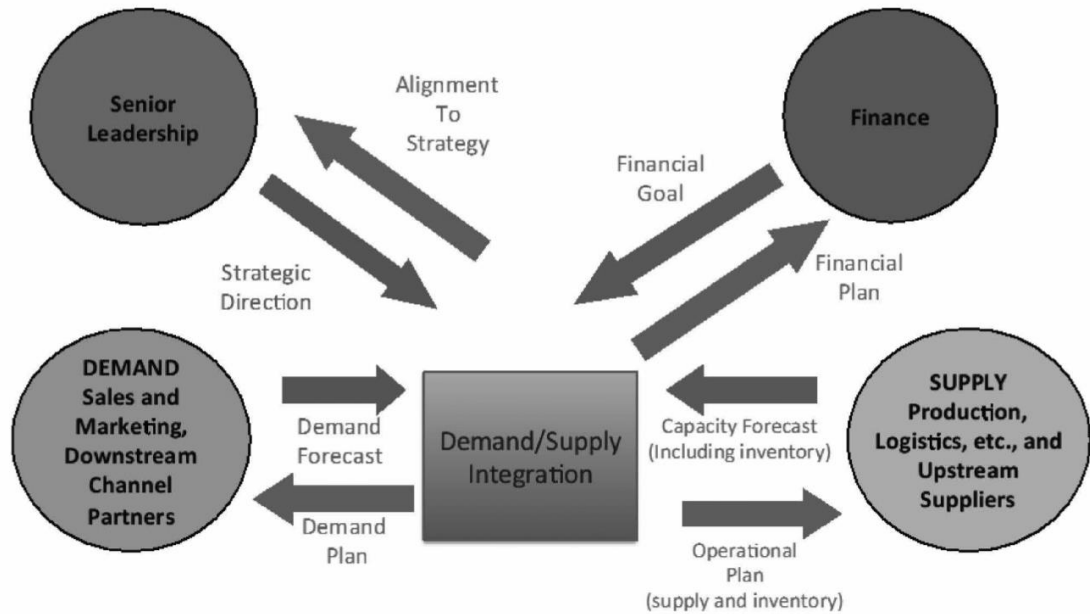 Senior
Leadership
Alignment
To
Strategy
Finance
Financial
Goal
Strategic
Direction
Financial
Plan
DEMAND
Sales and
Marketing,
Downstream
Channel
Partners
Demand
Forecast
Demand
Plan
Demand/Supply
Integration
Capacity Forecast
(Including inventory)
Operational
Plan
(supply and inventory)
SUPPLY
Production,
Logistics, etc., and
Upstream
Suppliers